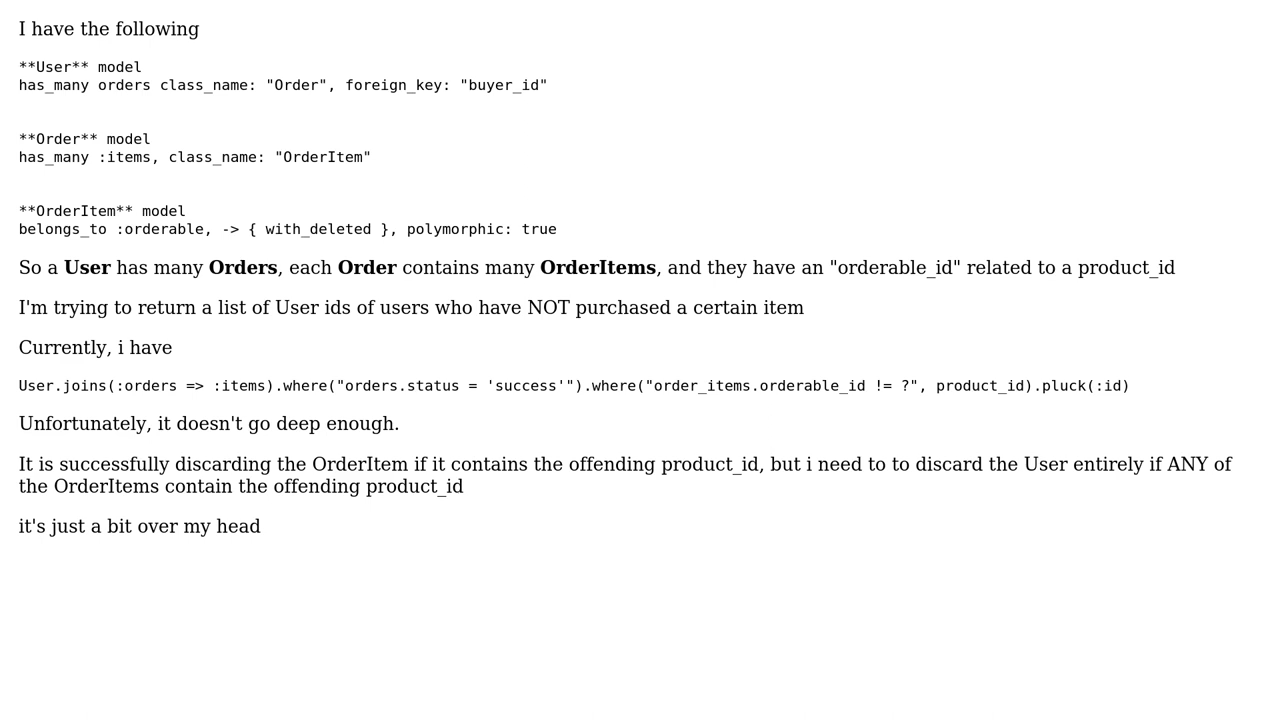 I have the following
**User** model
has_many orders class_name: "Order", foreign_key: "buyer_id"
**Order** model
has_many :items, class_name: "OrderItem"
**OrderItem** model
belongs_to :orderable, -> { with_deleted }, polymorphic: true
So a User has many Orders, each Order contains many OrderItems, and they have an "orderable_id" related to a product_id
I'm trying to return a list of User ids of users who have NOT purchased a certain item
Currently, i have
User.joins(:orders => :items).where("orders.status = 'success'").where("order_items.orderable_id != ?", product_id).pluck(:id)
Unfortunately, it doesn't go deep enough.
It is successfully discarding the OrderItem if it contains the offending product_id, but i need to to discard the User entirely if ANY of
the OrderItems contain the offending product_id
it's just a bit over my head